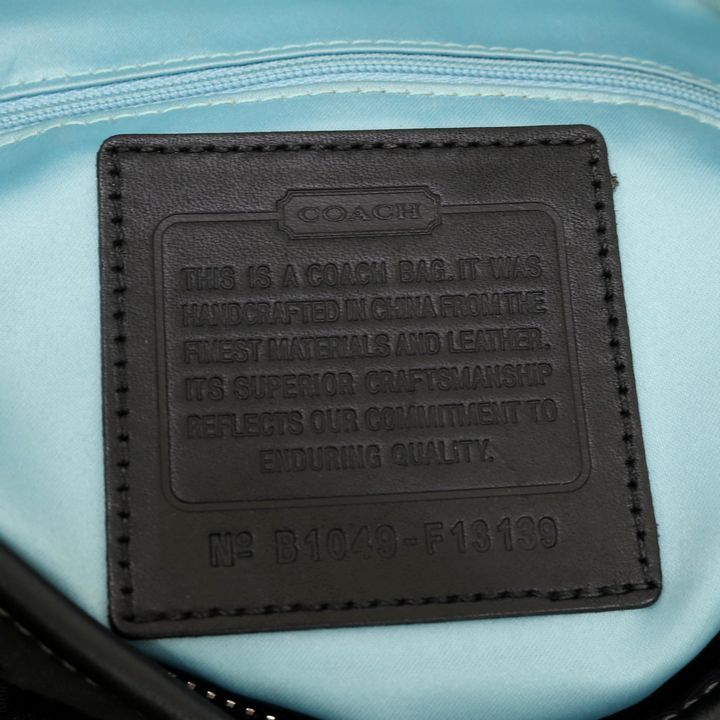 COACH
THIS IS A COACH BAG. IT WAS
HANDCRAFTED IN CHINA FROM THE
FINEST MATERIALS AND LEATHER.
ITS SUPERIOR CRAFTSMANSHIP
REFLECTS OUR COMMITMENT TO
ENDURING QUALITY.
Nº B1049-F13139